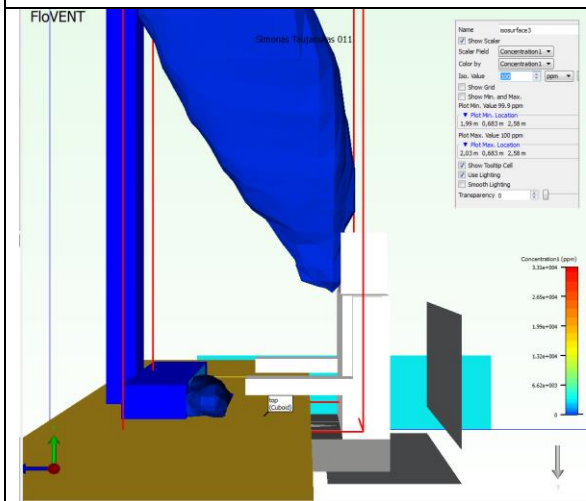 FloVENT
Simonas Tautauskas 011
Name isosurface3
Show Scalar
Scalar Field Concentration1
Color by Concentration1
Iso. Value 100 ppm
Show Grid
Show Min. and Max.
Plot Min. Value 99.9 ppm
Plot Min. Location
1,99 m 0,683 m 2,58 m
Plot Max. Value 100 ppm
Plot Max. Location
2,03 m 0,683 m 2,58 m
Show Tooltip Cell
Use Lighting
Smooth Lighting
Transparency 0
Concentration1 (ppm)
3.31e+004
2.65e+004
1.99e+004
1.32e+004
6.62e+003
0
top
(Cuboid)